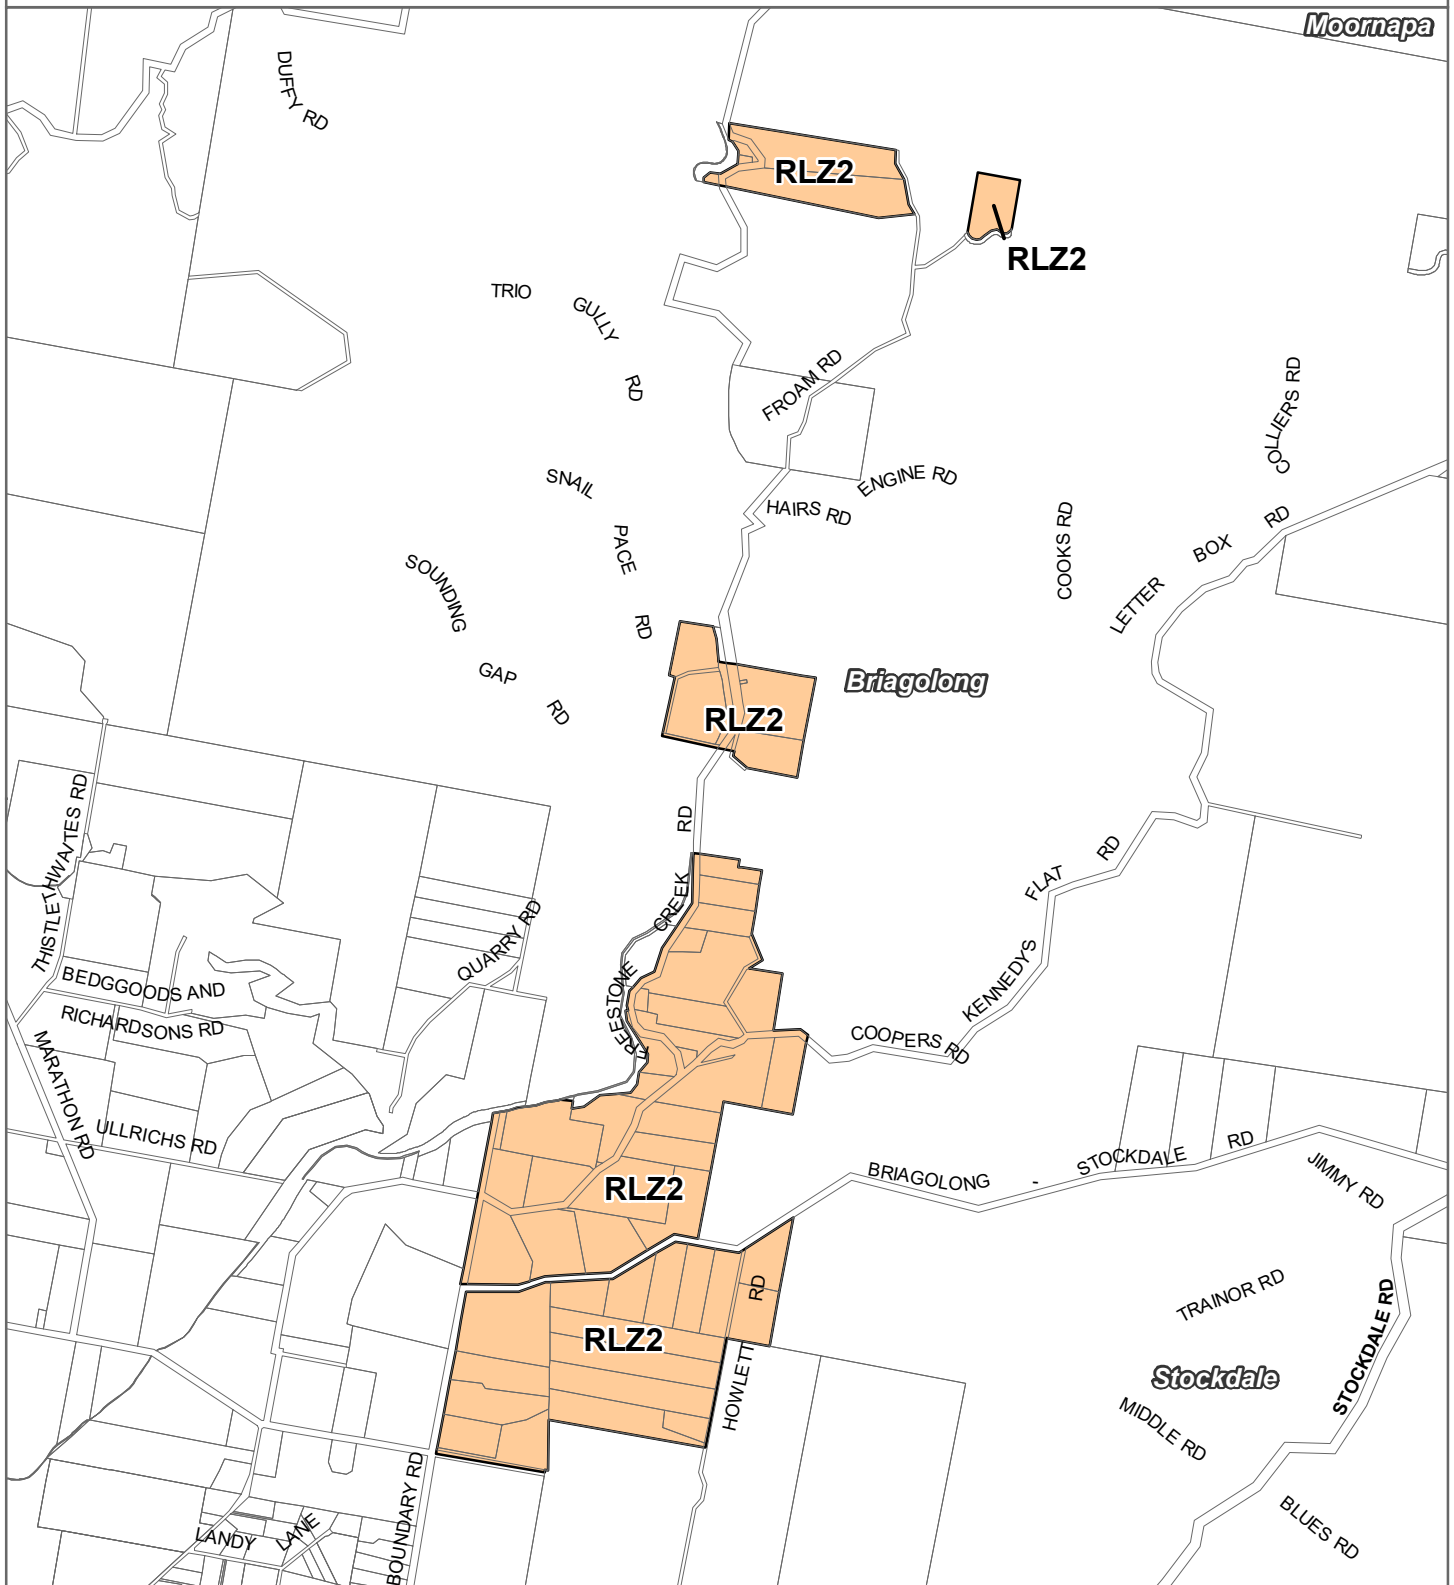 Moornapa
DUFFY RD
RLZ2
RLZ2
TRIO GULLY RD
FROAM RD
COLLIERS RD
SNAIL PACE RD
ENGINE RD
HAIRS RD
COOKS RD
LETTER BOX RD
SOUNDING GAP RD
Briagolong
RLZ2
THISTLETHWAITES RD
FREESTONE CREEK RD
KENNEDYS FLAT RD
QUARRY RD
BEDGGOODS AND
RICHARDSONS RD
MARATHON RD
COOPERS RD
ULLRICHS RD
BRIAGOLONG - STOCKDALE RD
JIMMY RD
RLZ2
TRAINOR RD
STOCKDALE RD
RLZ2
HOWLETT RD
Stockdale
MIDDLE RD
BOUNDARY RD
BLUES RD
LANDY LANE